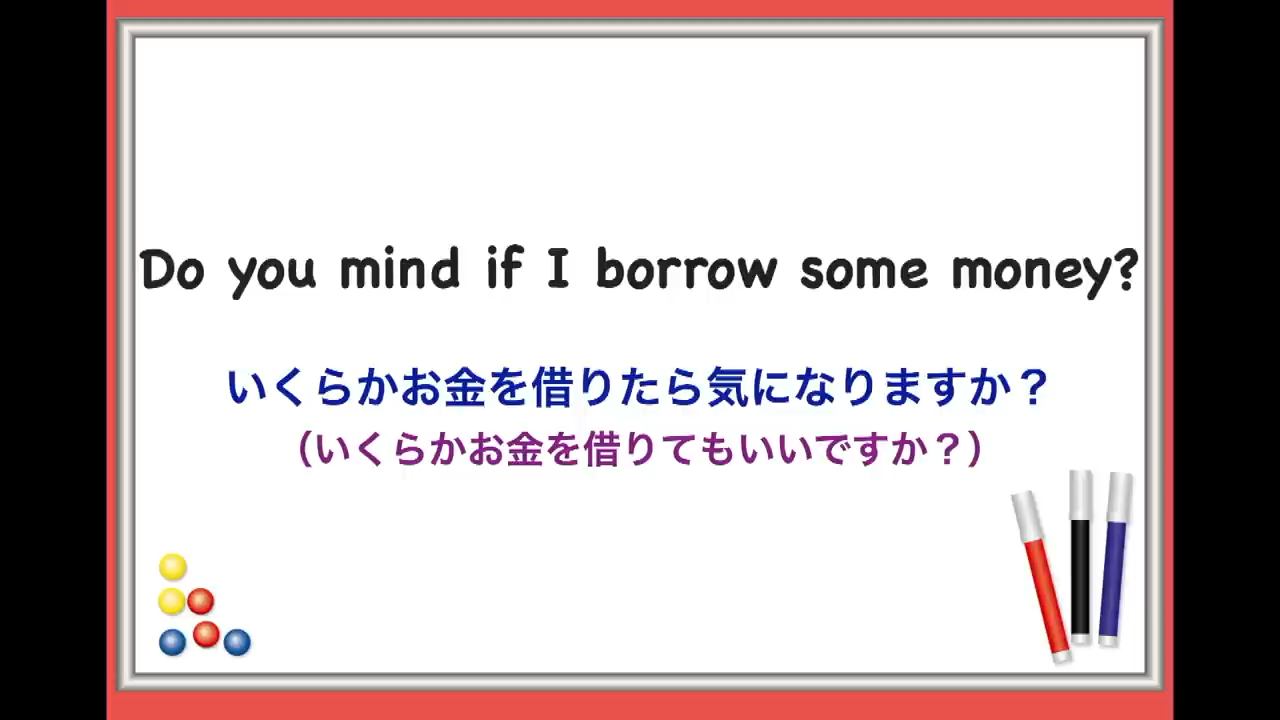 Do you mind if I borrow some money?
いくらかお金を借りたら気になりますか？
（いくらかお金を借りてもいいですか？）